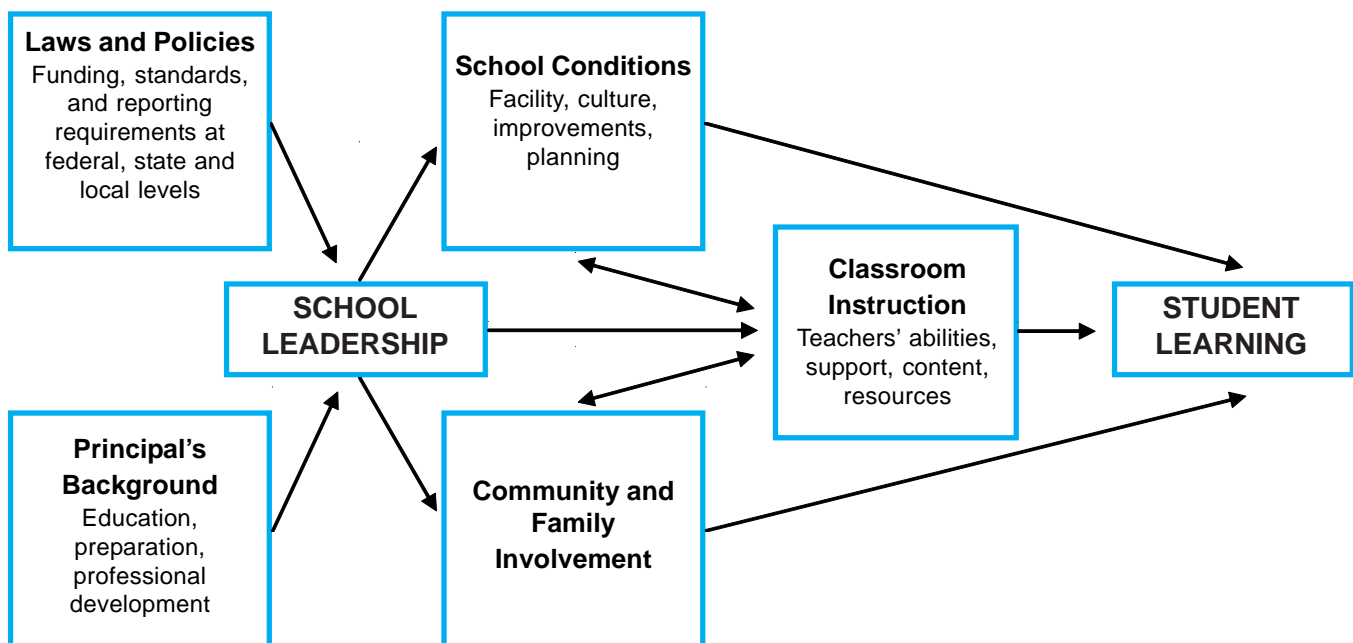 Laws and Policies
Funding, standards,
and reporting
requirements at
federal, state and
local levels
School Conditions
Facility, culture,
improvements,
planning
SCHOOL
LEADERSHIP
Classroom
Instruction
Teachers’ abilities,
support, content,
resources
STUDENT
LEARNING
Principal’s
Background
Education,
preparation,
professional
development
Community and
Family
Involvement